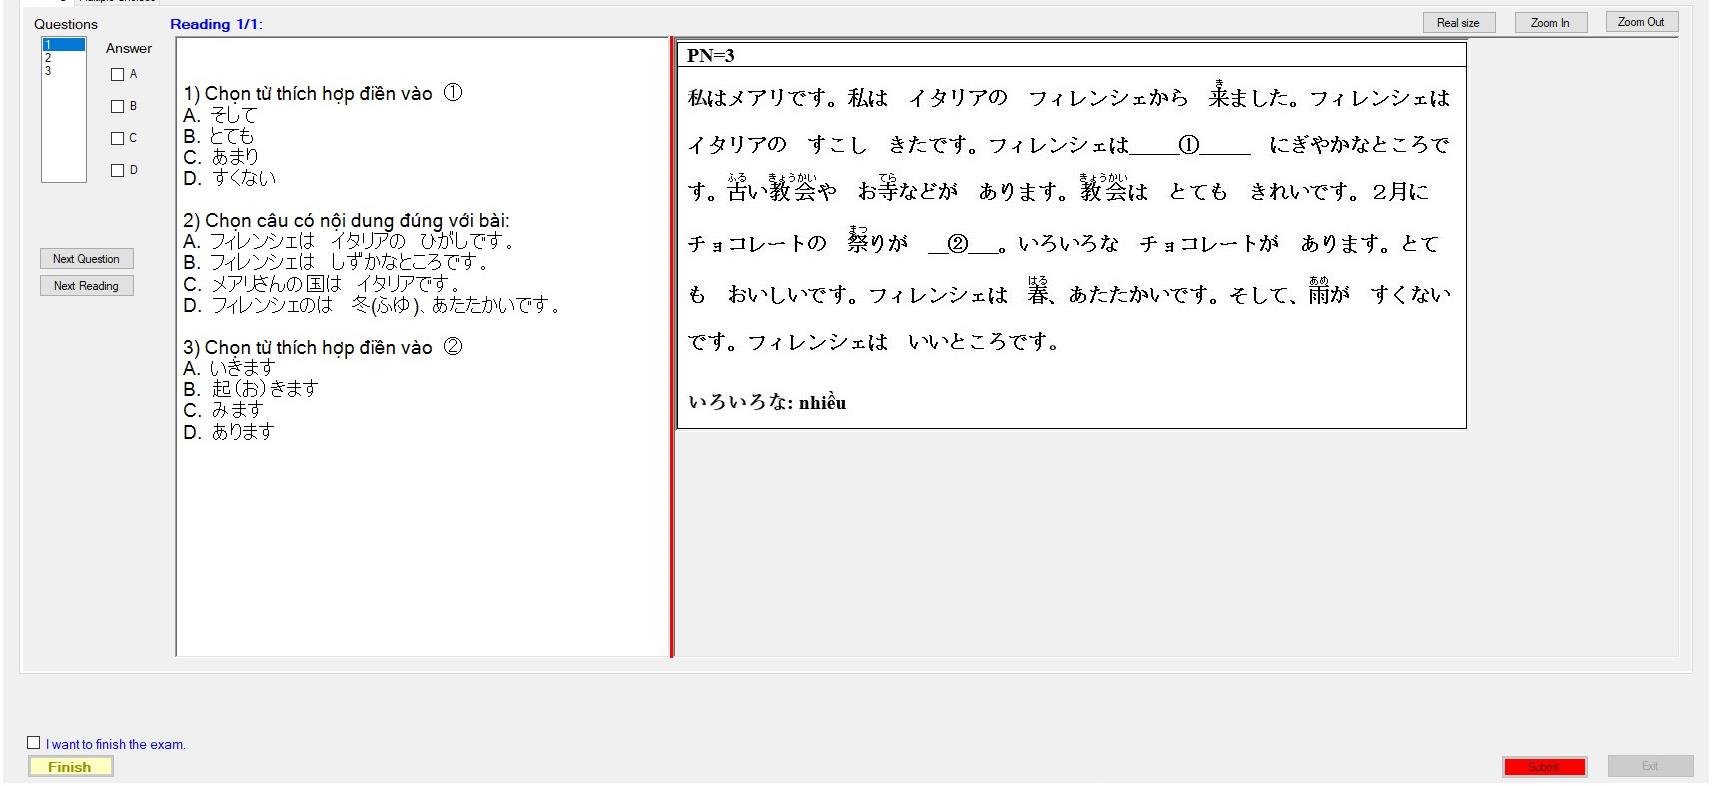 Questions
Reading 1/1:
Real size
Zoom In
Zoom Out
1
2
3
Answer
A
B
C
D
Next Question
Next Reading
1) Chọn từ thích hợp điền vào ①
A. そして
B. とても
C. あまり
D. すくない
2) Chọn câu có nội dung đúng với bài:
A. フィレンシェは イタリアの ひがしです。
B. フィレンシェは しずかなところです。
C. メアリさんの国は イタリアです。
D. フィレンシェのは 冬(ふゆ)、あたたかいです。
3) Chọn từ thích hợp điền vào ②
A. いきます
B. 起(お)きます
C. みます
D. あります
PN=3
き
私はメアリです。私は イタリアの フィレンシェから 来ました。フィレンシェは
イタリアの すこし きたです。フィレンシェは_____①_____ にぎやかなところで
ふる きょうかい てら きょうかい
す。古い教会や お寺などが あります。教会は とても きれいです。2月に
まつ
チョコレートの 祭りが __②___。いろいろな チョコレートが あります。とて
はる あめ
も おいしいです。フィレンシェは 春、あたたかいです。そして、雨が すくない
です。フィレンシェは いいところです。
いろいろな: nhiều
I want to finish the exam.
Finish
Submit
Exit